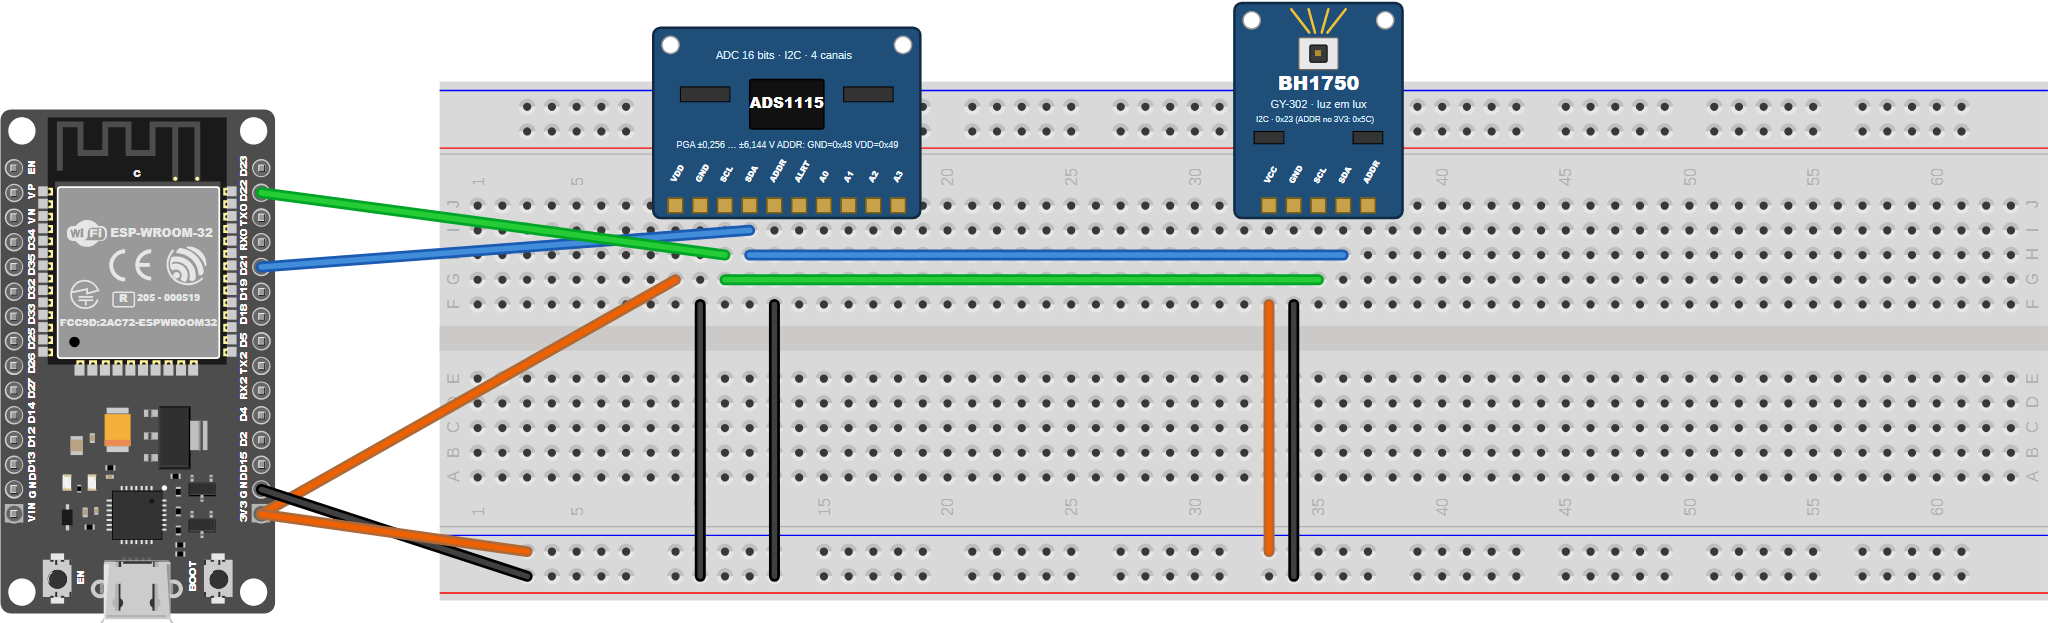 ADC 16 bits · I2C · 4 canais
ADS1115
PGA ±0,256 ... ±6,144 V ADDR: GND=0x48 VDD=0x49
VDD GND SCL SDA ADDR ALRT A0 A1 A2 A3
BH1750
GY-302 · luz em lux
I2C · 0x23 (ADDR no 3V3: 0x5C)
VCC GND SCL SDA ADDR
EN
VP
VN
D34
D35
D32
D33
D25
D26
D27
D14
D12
D13
GND
VIN
C
WiFi ESP-WROOM-32
CE
R 205 - 000519
FCC9D:2AC72-ESPWROOM32
D23
D22
TX0
RX0
D21
D19
D18
D5
TX2
RX2
D4
D2
D15
GND
3V3
EN
BOOT
1 5 20 25 30 40 45 50 55 60
J J
I I
H H
G G
F F
E E
D
C C
B B
A A
1 5 15 20 25 30 35 40 45 50 55 60